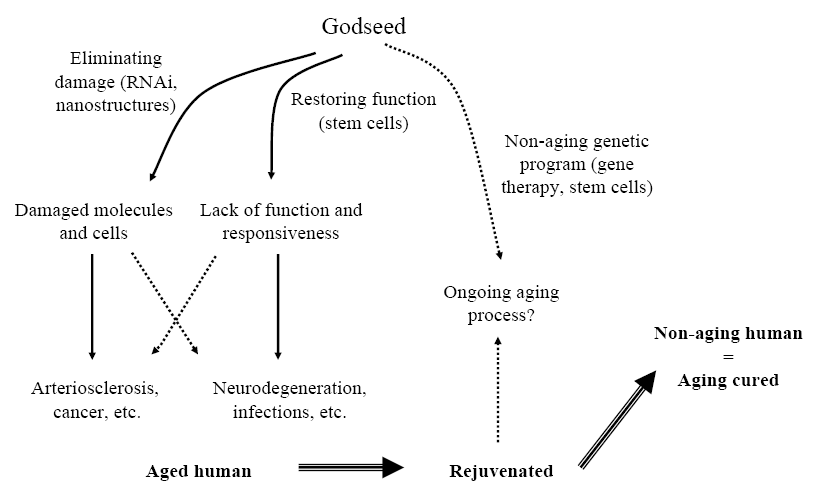 Godseed
Eliminating
damage (RNAi,
nanostructures)
Restoring function
(stem cells)
Non-aging genetic
program (gene
therapy, stem cells)
Damaged molecules
and cells
Lack of function and
responsiveness
Ongoing aging
process?
Non-aging human
=
Aging cured
Arteriosclerosis,
cancer, etc.
Neurodegeneration,
infections, etc.
Aged human
Rejuvenated